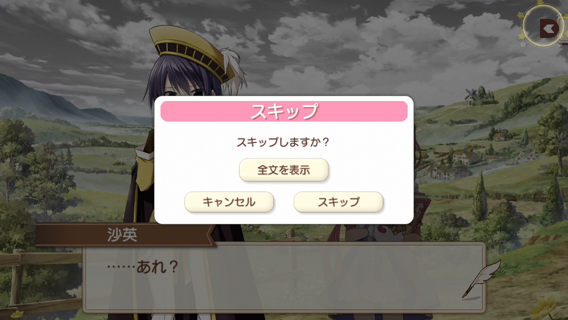 スキップ
スキップしますか？
全文を表示
キャンセル
スキップ
沙英
……あれ？